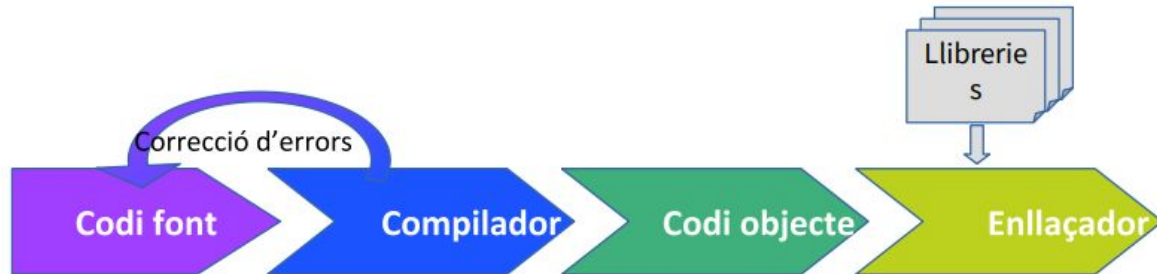 Llibrerie
s
Correcció d'errors
Codi font
Compilador
Codi objecte
Enllaçador